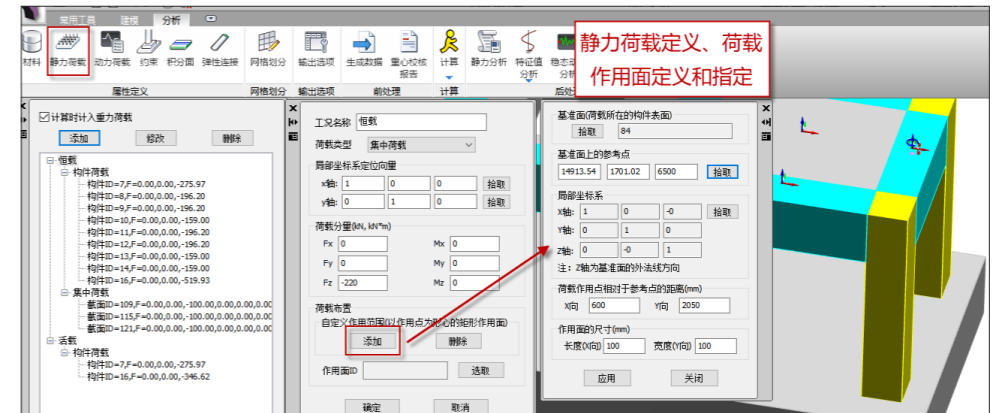 常用工具 建模 分析
材料 静力荷载 动力荷载 约束 积分面 弹性连接 网格划分 输出选项 生成数据 重心校核报告 计算 静力分析 特征值分析
属性定义 网格划分 输出选项 前处理 计算
静力荷载定义、荷载
作用面定义和指定
计算时计入重力荷载
添加 修改 删除
恒载
构件荷载
构件ID=7,F=0.00,0.00,-275.97
构件ID=8,F=0.00,0.00,-196.20
构件ID=9,F=0.00,0.00,-196.20
构件ID=10,F=0.00,0.00,-159.00
构件ID=11,F=0.00,0.00,-196.20
构件ID=12,F=0.00,0.00,-196.20
构件ID=13,F=0.00,0.00,-159.00
构件ID=14,F=0.00,0.00,-159.00
构件ID=16,F=0.00,0.00,-519.93
集中荷载
截面ID=109,F=0.00,0.00,-100.00,0.00,0.00,0.00
截面ID=115,F=0.00,0.00,-100.00,0.00,0.00,0.00
截面ID=121,F=0.00,0.00,-100.00,0.00,0.00,0.00
活载
构件荷载
构件ID=7,F=0.00,0.00,-275.97
构件ID=16,F=0.00,0.00,-346.62
工况名称 恒载
荷载类型 集中荷载
局部坐标系定位向量
x轴: 1 0 0 拾取
y轴: 0 1 0 拾取
荷载分量(kN, kN*m)
Fx 0 Mx 0
Fy 0 My 0
Fz -220 Mz 0
荷载布置
自定义作用范围(以作用点为形心的矩形作用面)
添加 删除
作用面ID 选取
确定 取消
基准面(荷载所在的构件表面)
拾取 84
基准面上的参考点
14913.54 1701.02 6500 拾取
局部坐标系
X轴: 1 0 -0 拾取
Y轴: 0 1 0
Z轴: 0 -0 1
注：Z轴为基准面的外法线方向
荷载作用点相对于参考点的距离(mm)
X向 600 Y向 2050
作用面的尺寸(mm)
长度(X向) 100 宽度(Y向) 100
应用 关闭